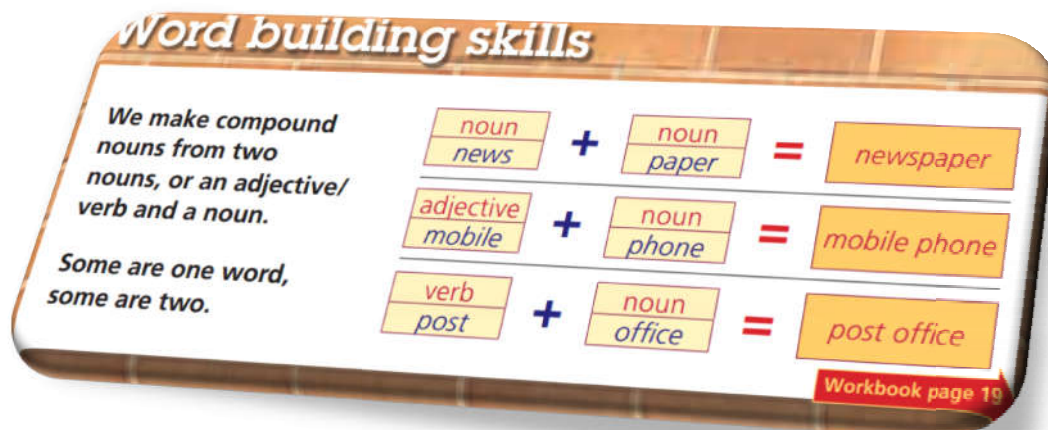 Word building skills
We make compound
nouns from two
nouns, or an adjective/
verb and a noun.
Some are one word,
some are two.
noun + noun = newspaper
news paper
adjective + noun = mobile phone
mobile phone
verb + noun = post office
post office
Workbook page 19